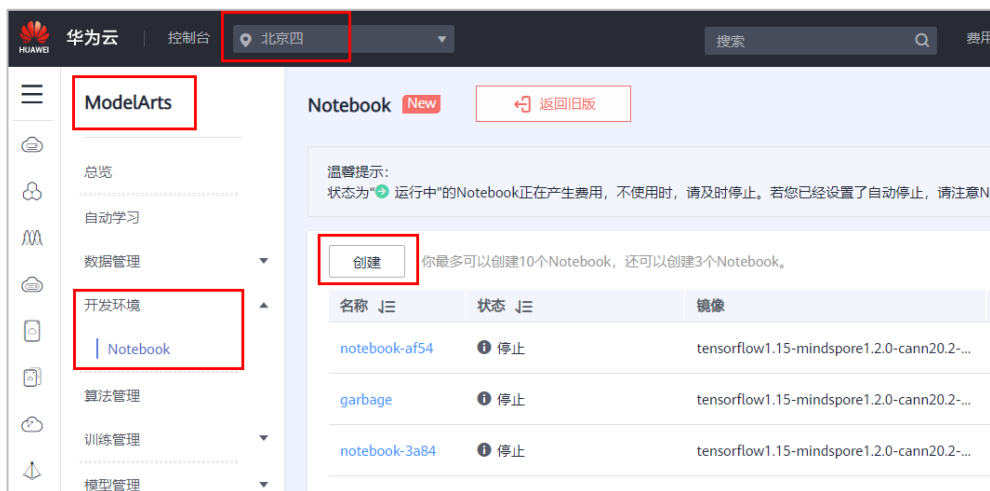 HUAWEI
华为云 控制台 北京四 搜索 费用
ModelArts
总览
自动学习
数据管理
开发环境
Notebook
算法管理
训练管理
模型管理
Notebook New 返回旧版
温馨提示:
状态为“ 运行中”的Notebook正在产生费用，不使用时，请及时停止。若您已经设置了自动停止，请注意N
创建 你最多可以创建10个Notebook，还可以创建3个Notebook。
名称 状态 镜像
notebook-af54 停止 tensorflow1.15-mindspore1.2.0-cann20.2-...
garbage 停止 tensorflow1.15-mindspore1.2.0-cann20.2-...
notebook-3a84 停止 tensorflow1.15-mindspore1.2.0-cann20.2-...